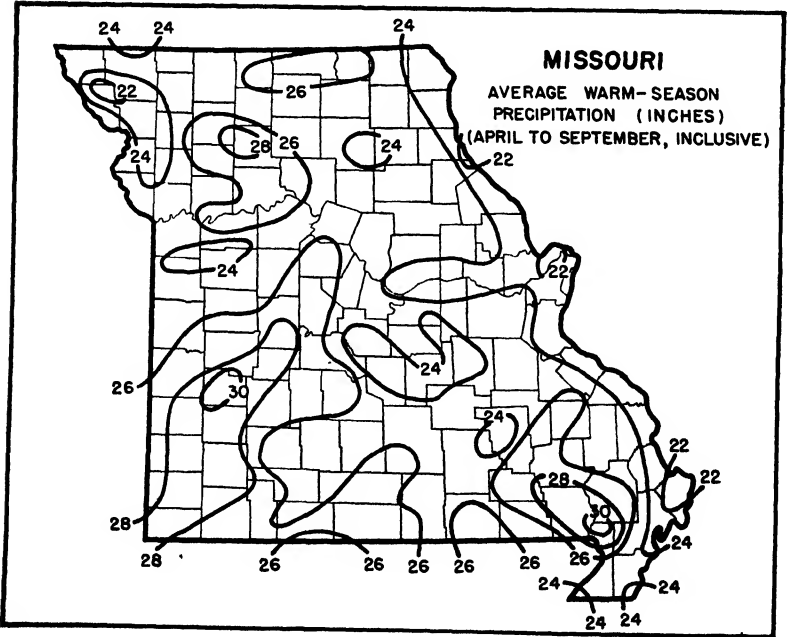 24 24 24
MISSOURI
AVERAGE WARM-SEASON
PRECIPITATION (INCHES)
(APRIL TO SEPTEMBER, INCLUSIVE)
26
22
28 26 24
22
24
24 22
24
26
30
24
22
22
28
30
28
26 26 26 26 26 26
24
24 24
24 24